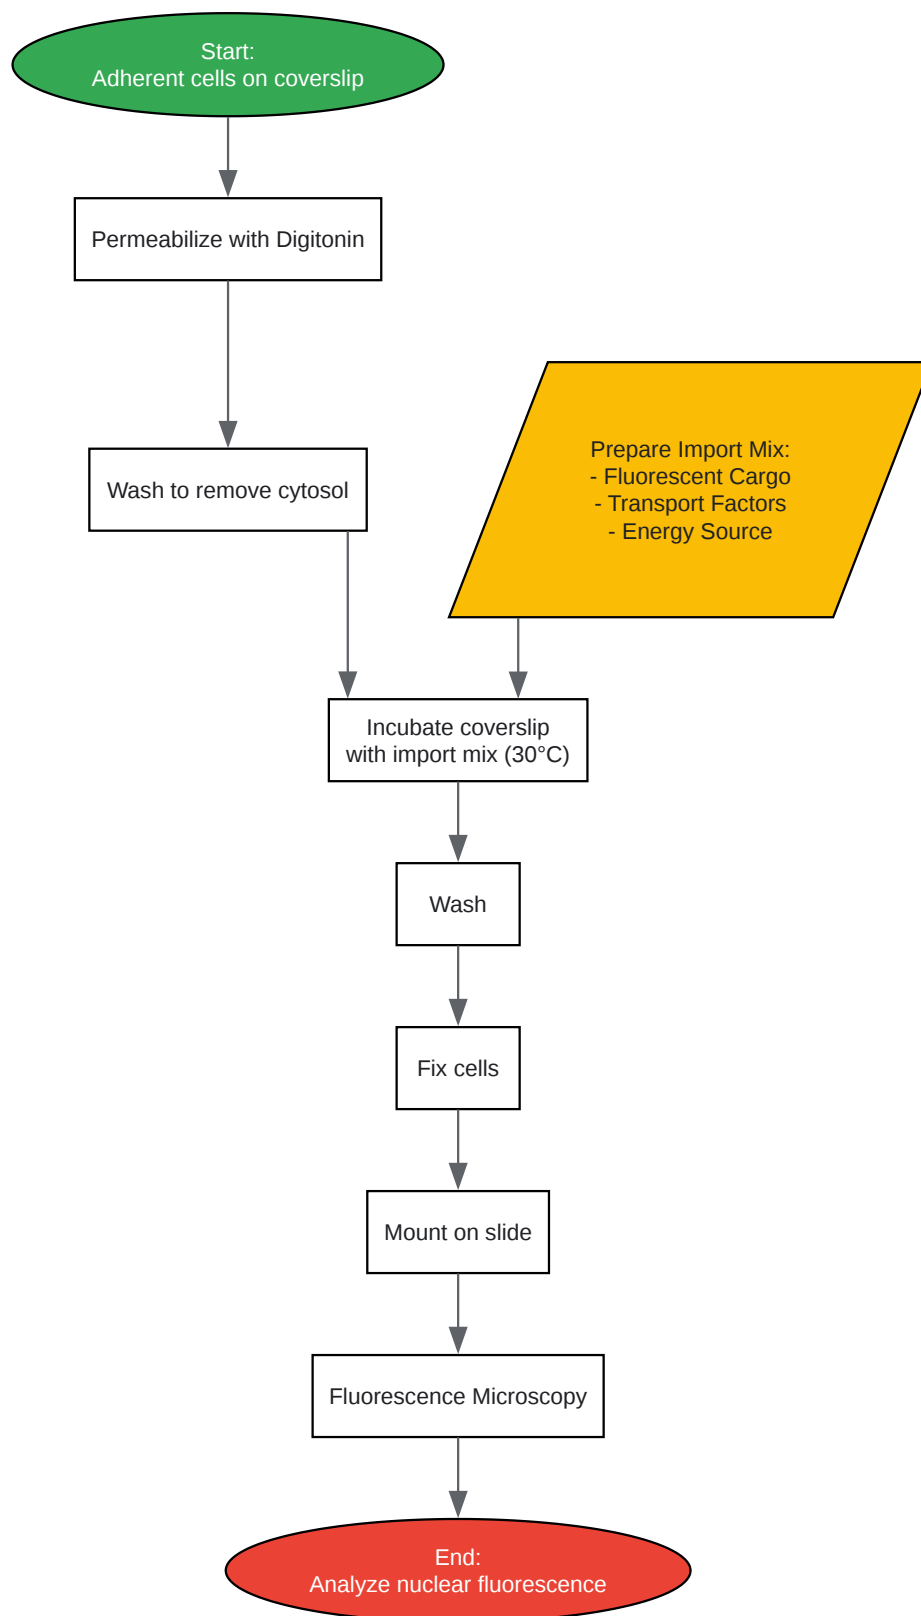 Start:
Adherent cells on coverslip
Permeabilize with Digitonin
Wash to remove cytosol
Prepare Import Mix:
- Fluorescent Cargo
- Transport Factors
- Energy Source
Incubate coverslip
with import mix (30°C)
Wash
Fix cells
Mount on slide
Fluorescence Microscopy
End:
Analyze nuclear fluorescence